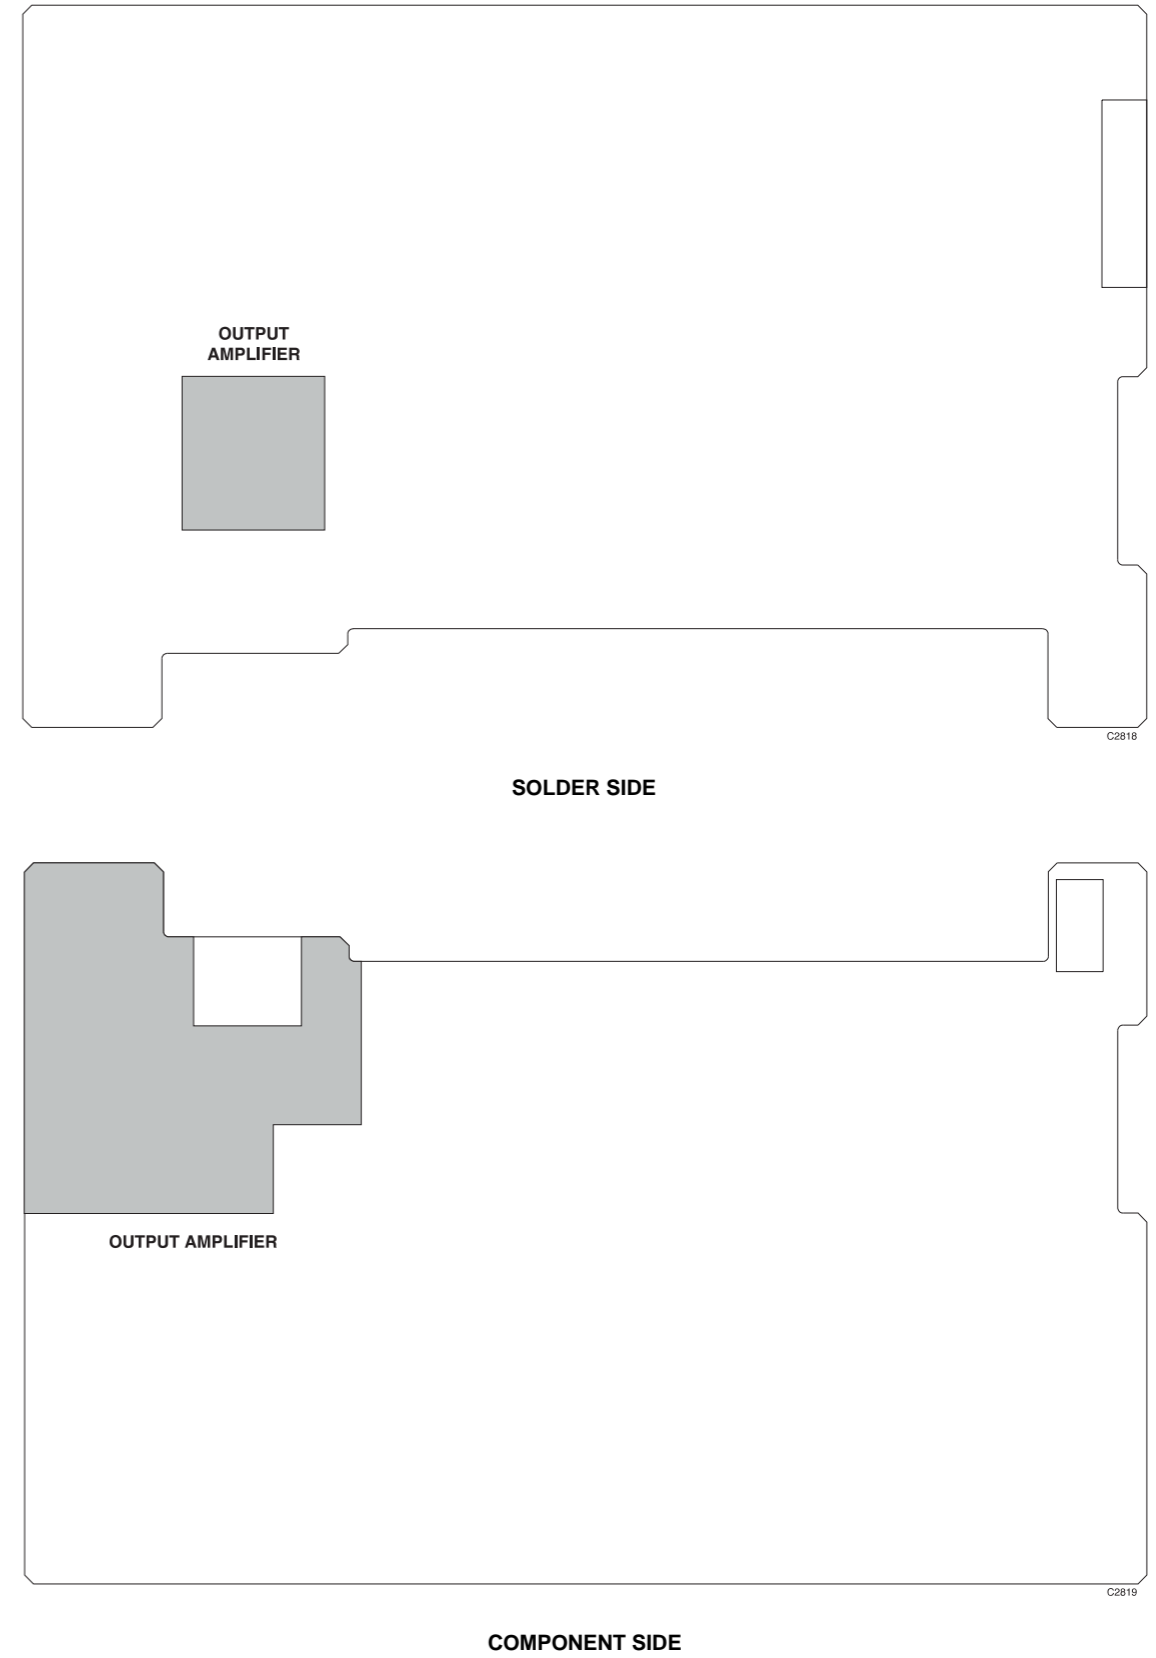 OUTPUT
AMPLIFIER
C2818
SOLDER SIDE
OUTPUT AMPLIFIER
C2819
COMPONENT SIDE